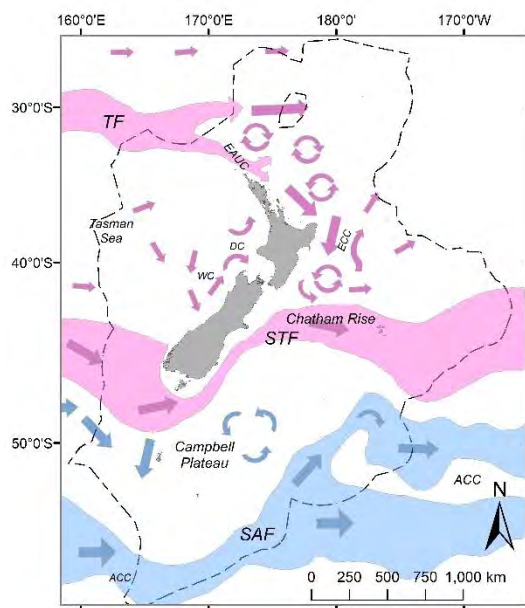 160°0'E 170°0'E 180°0' 170°0'W
30°0'S
TF
EAUC
Tasman
Sea
DC
ECC
40°0'S
WC
Chatham Rise
STF
50°0'S
Campbell
Plateau
ACC
N
SAF
ACC
0 250 500 750 1,000 km